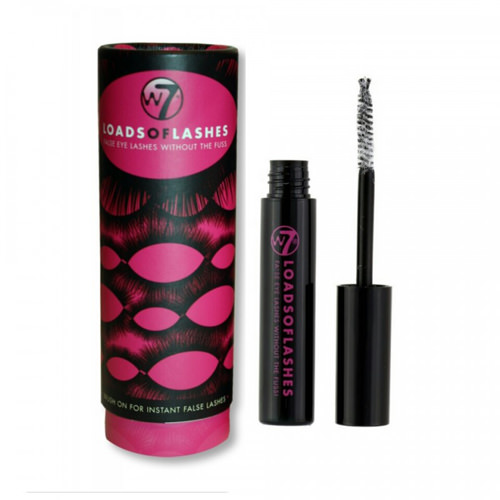 W7
LOADSOFLASHES
FALSE EYE LASHES WITHOUT THE FUSS!
BRUSH ON FOR INSTANT FALSE LASHES
W7
LOADSOFLASHES
FALSE EYE LASHES WITHOUT THE FUSS!